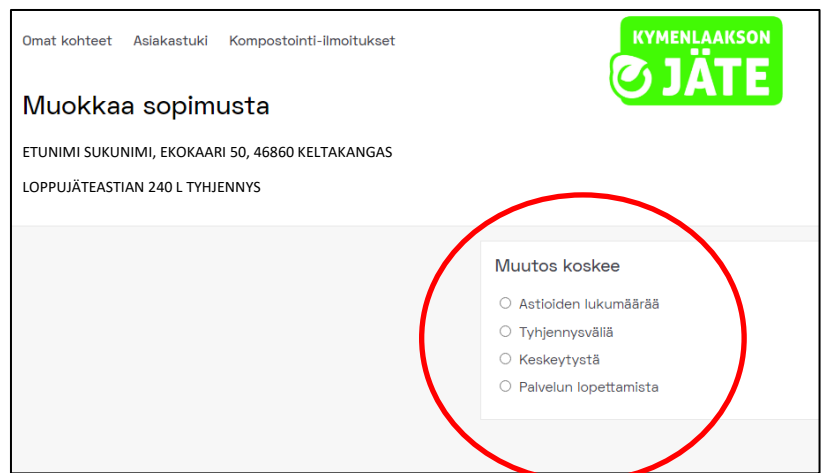 Omat kohteet Asiakastuki Kompostointi-ilmoitukset
KYMENLAAKSON
JÄTE
Muokkaa sopimusta
ETUNIMI SUKUNIMI, EKOKAARI 50, 46860 KELTAKANGAS
LOPPUJÄTEASTIAN 240 L TYHJENNYS
Muutos koskee
Astioiden lukumäärää
Tyhjennysväliä
Keskeytystä
Palvelun lopettamista